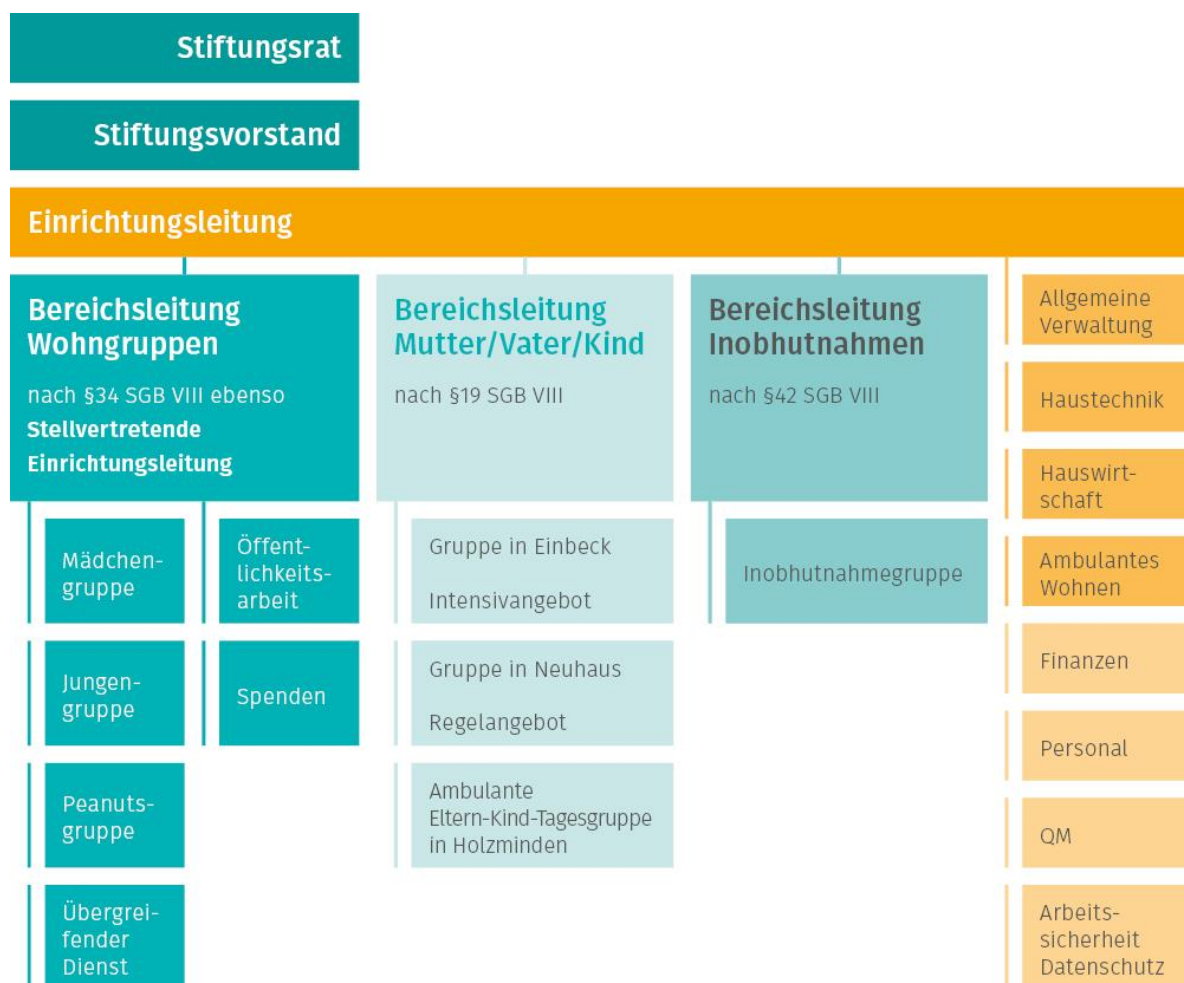 Stiftungsrat
Stiftungsvorstand
Einrichtungsleitung
Bereichsleitung
Wohngruppen
nach §34 SGB VIII ebenso
Stellvertretende
Einrichtungsleitung
Mädchen-
gruppe
Jungen-
gruppe
Peanuts-
gruppe
Übergrei-
fender
Dienst
Öffent-
lichkeits-
arbeit
Spenden
Bereichsleitung
Mutter/Vater/Kind
nach §19 SGB VIII
Gruppe in Einbeck
Intensivangebot
Gruppe in Neuhaus
Regelangebot
Ambulante
Eltern-Kind-Tagesgruppe
in Holzminden
Bereichsleitung
Inobhutnahmen
nach §42 SGB VIII
Inobhutnahmegruppe
Allgemeine
Verwaltung
Haustechnik
Hauswirt-
schaft
Ambulantes
Wohnen
Finanzen
Personal
QM
Arbeits-
sicherheit
Datenschutz